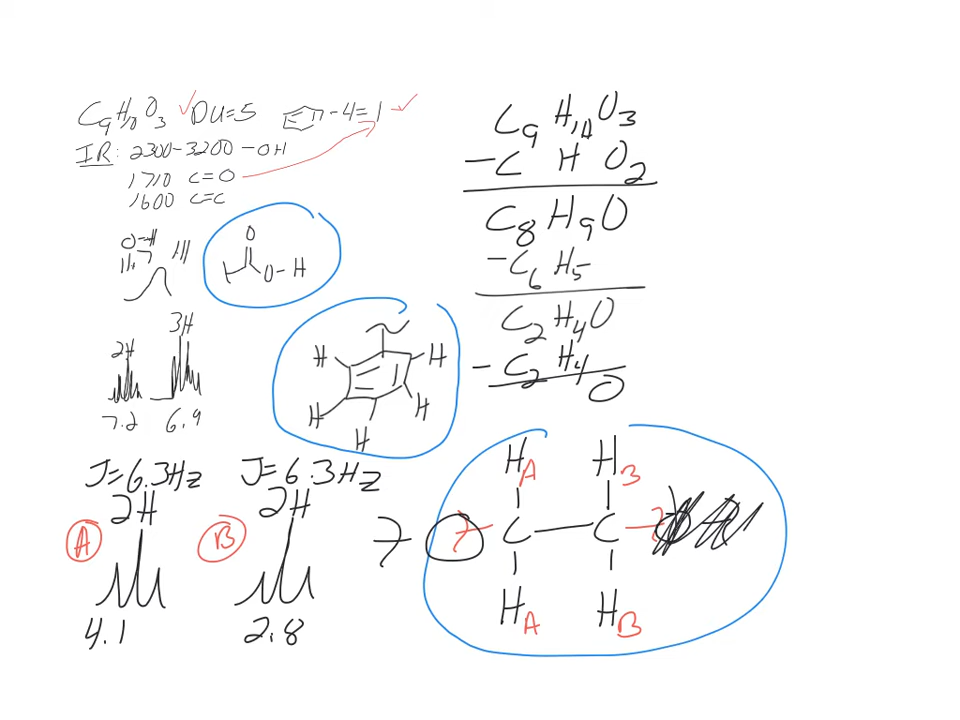 C9H10O3 ✓ DU=5 -4=1 ✓
IR: 2300-3200 -OH
1710 C=O
1600 C=C
O-H
11.7 1H
O
O-H
2H 3H
7.2 6.9
H H
H H
H
J=6.3Hz J=6.3Hz
2H 2H
A B
4.1 2.8
C9H10O3
-C H O2
C8H9O
-C6H5
C2H4O
-C2H4
O
7
HA HB
C C
HA HB